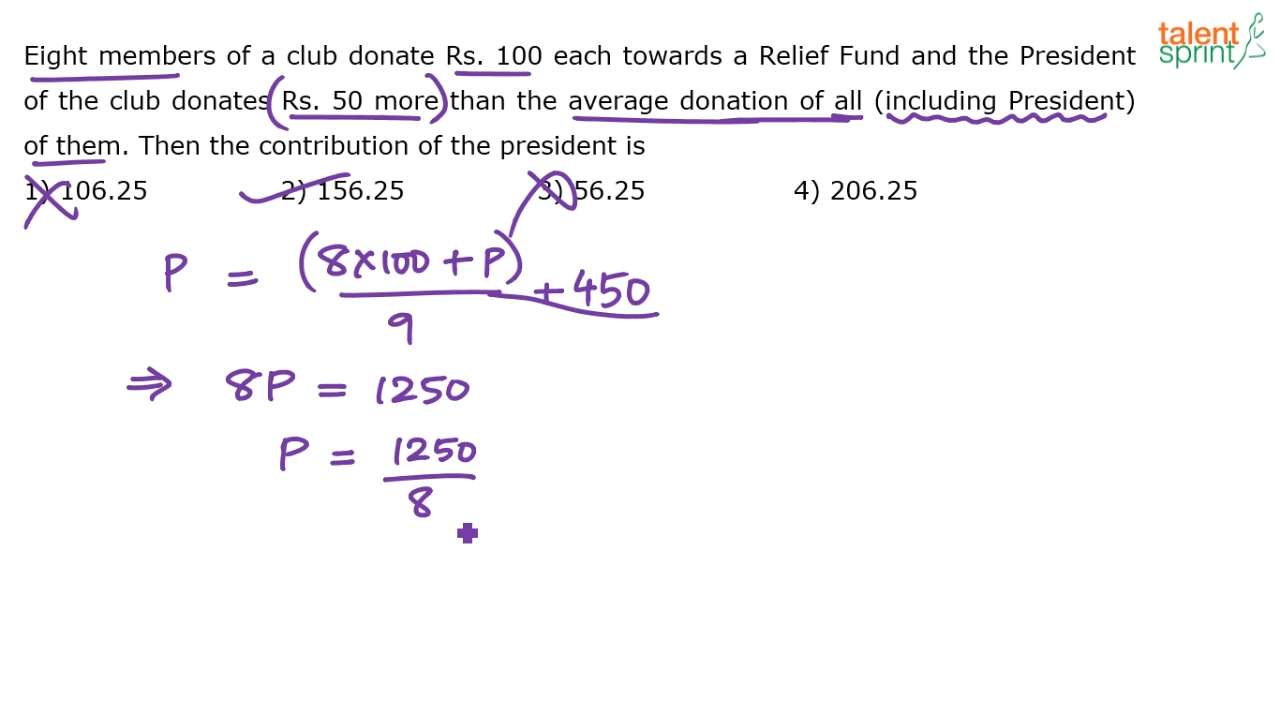 talent
sprint
Eight members of a club donate Rs. 100 each towards a Relief Fund and the President
of the club donates (Rs. 50 more) than the average donation of all (including President)
of them. Then the contribution of the president is
1) 106.25 2) 156.25 3) 56.25 4) 206.25
P = (8×100 + P) + 450
9
⇒ 8P = 1250
P = 1250
8